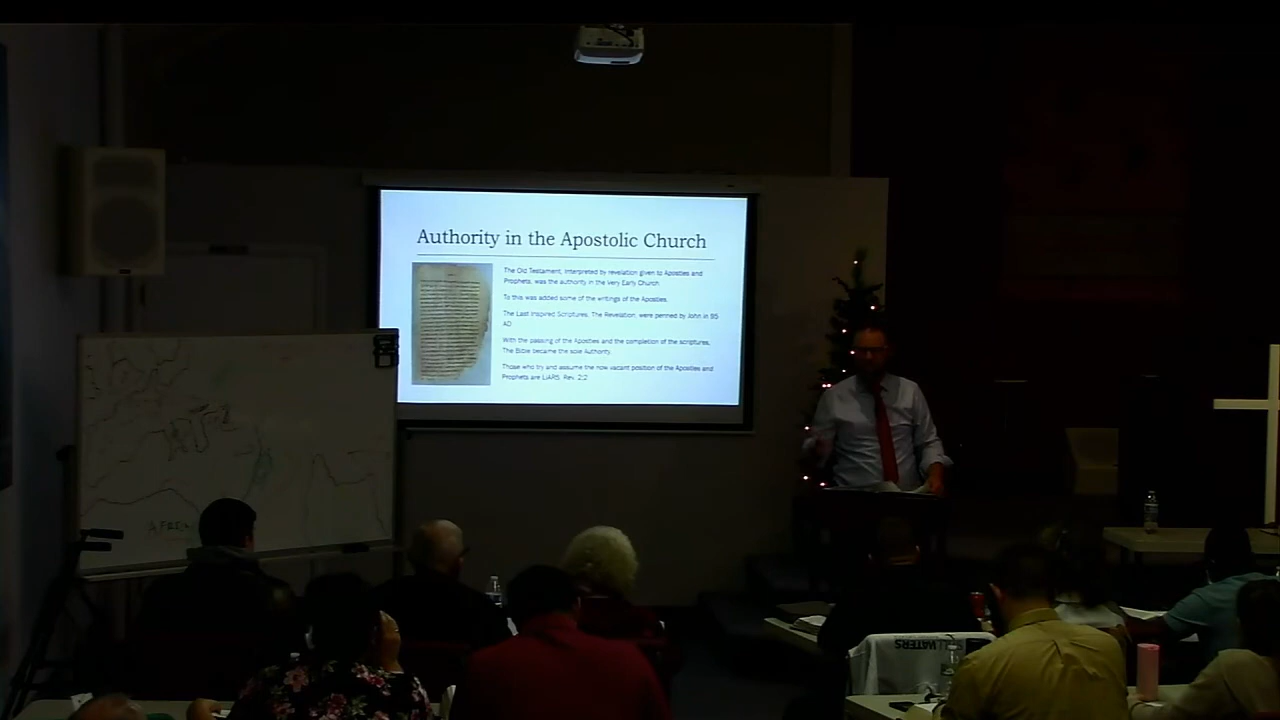 Authority in the Apostolic Church
The Old Testament, interpreted by revelation given to Apostles and
Prophets, was the authority in the Very Early Church.
To this was added some of the writings of the Apostles.
The Last Inspired Scriptures, The Revelation, were penned by John in 95
AD
With the passing of the Apostles and the completion of the scriptures,
The Bible became the sole Authority.
Those who try and assume the now vacant position of the Apostles and
Prophets are LIARS. Rev. 2:2
WATERS